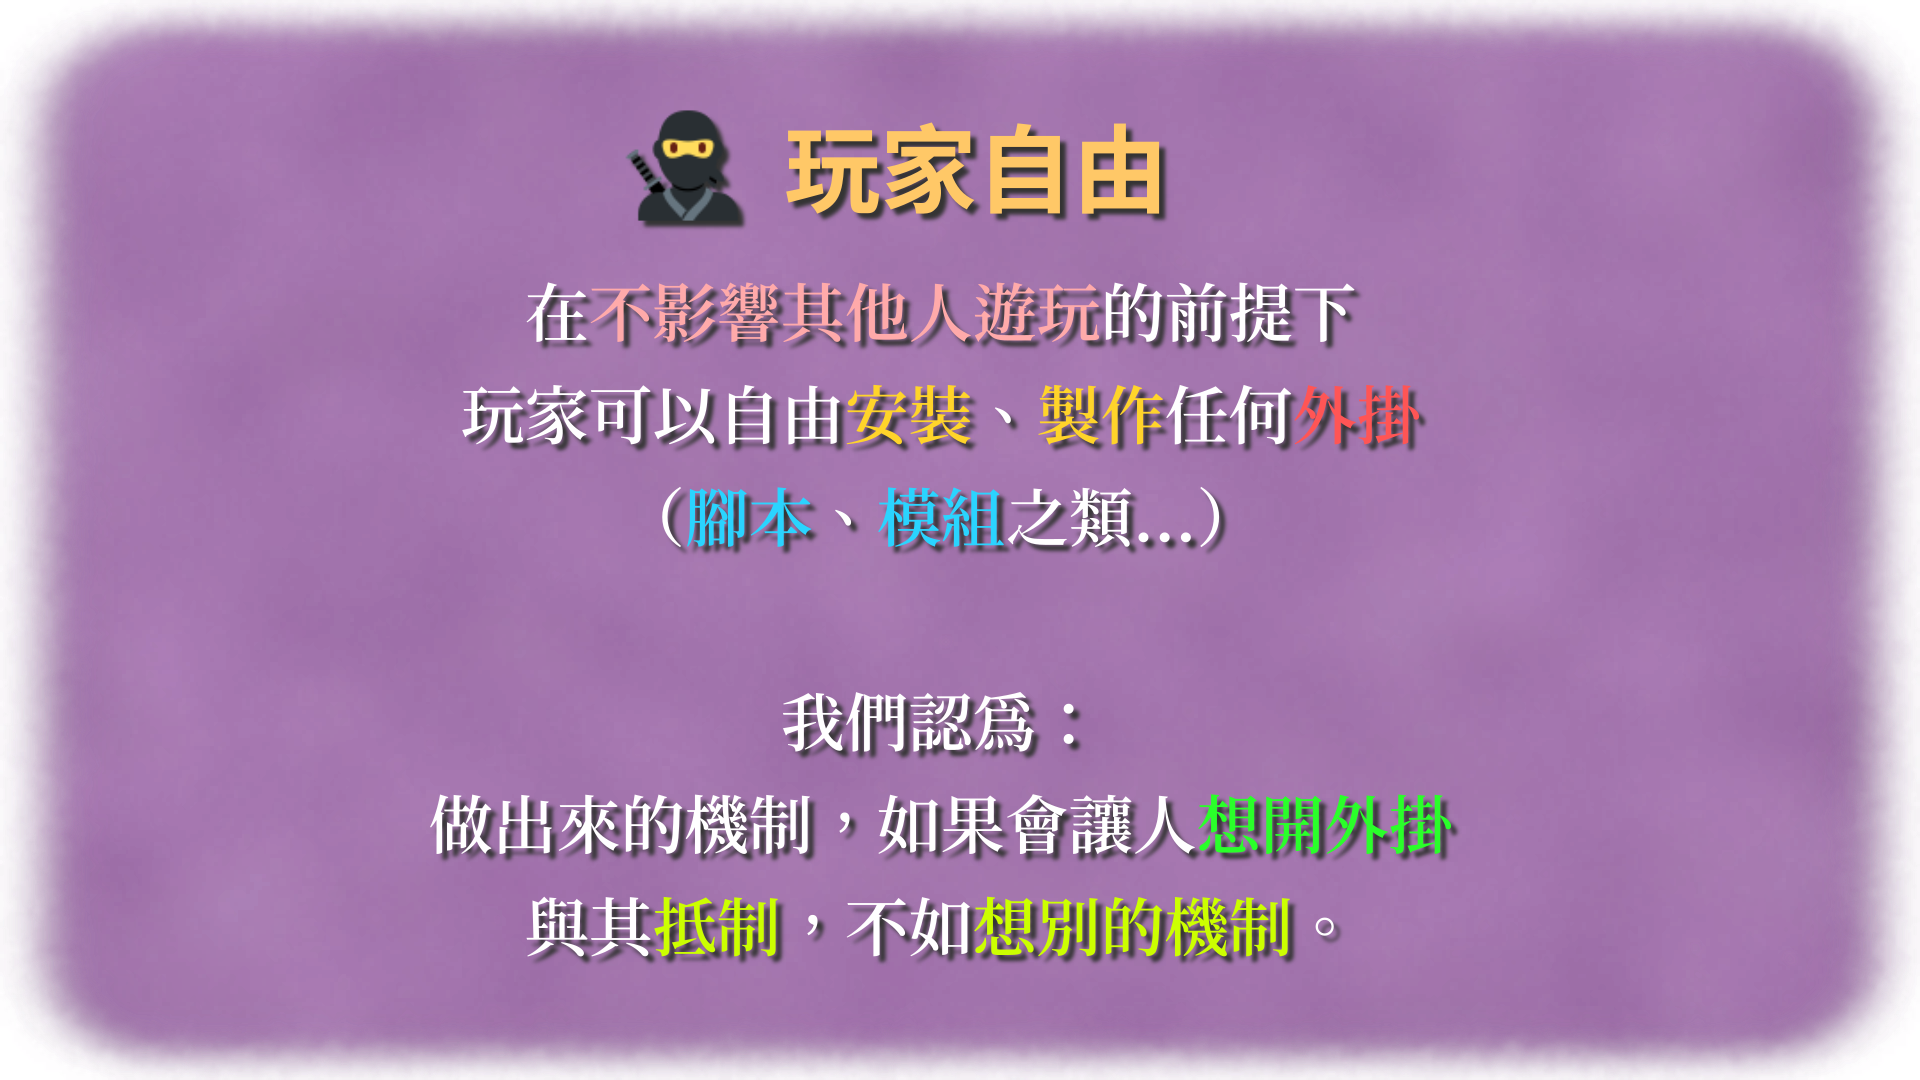 玩家自由
在不影響其他人遊玩的前提下
玩家可以自由安裝、製作任何外掛
（腳本、模組之類...）
我們認爲：
做出來的機制，如果會讓人想開外掛
與其抵制，不如想別的機制。